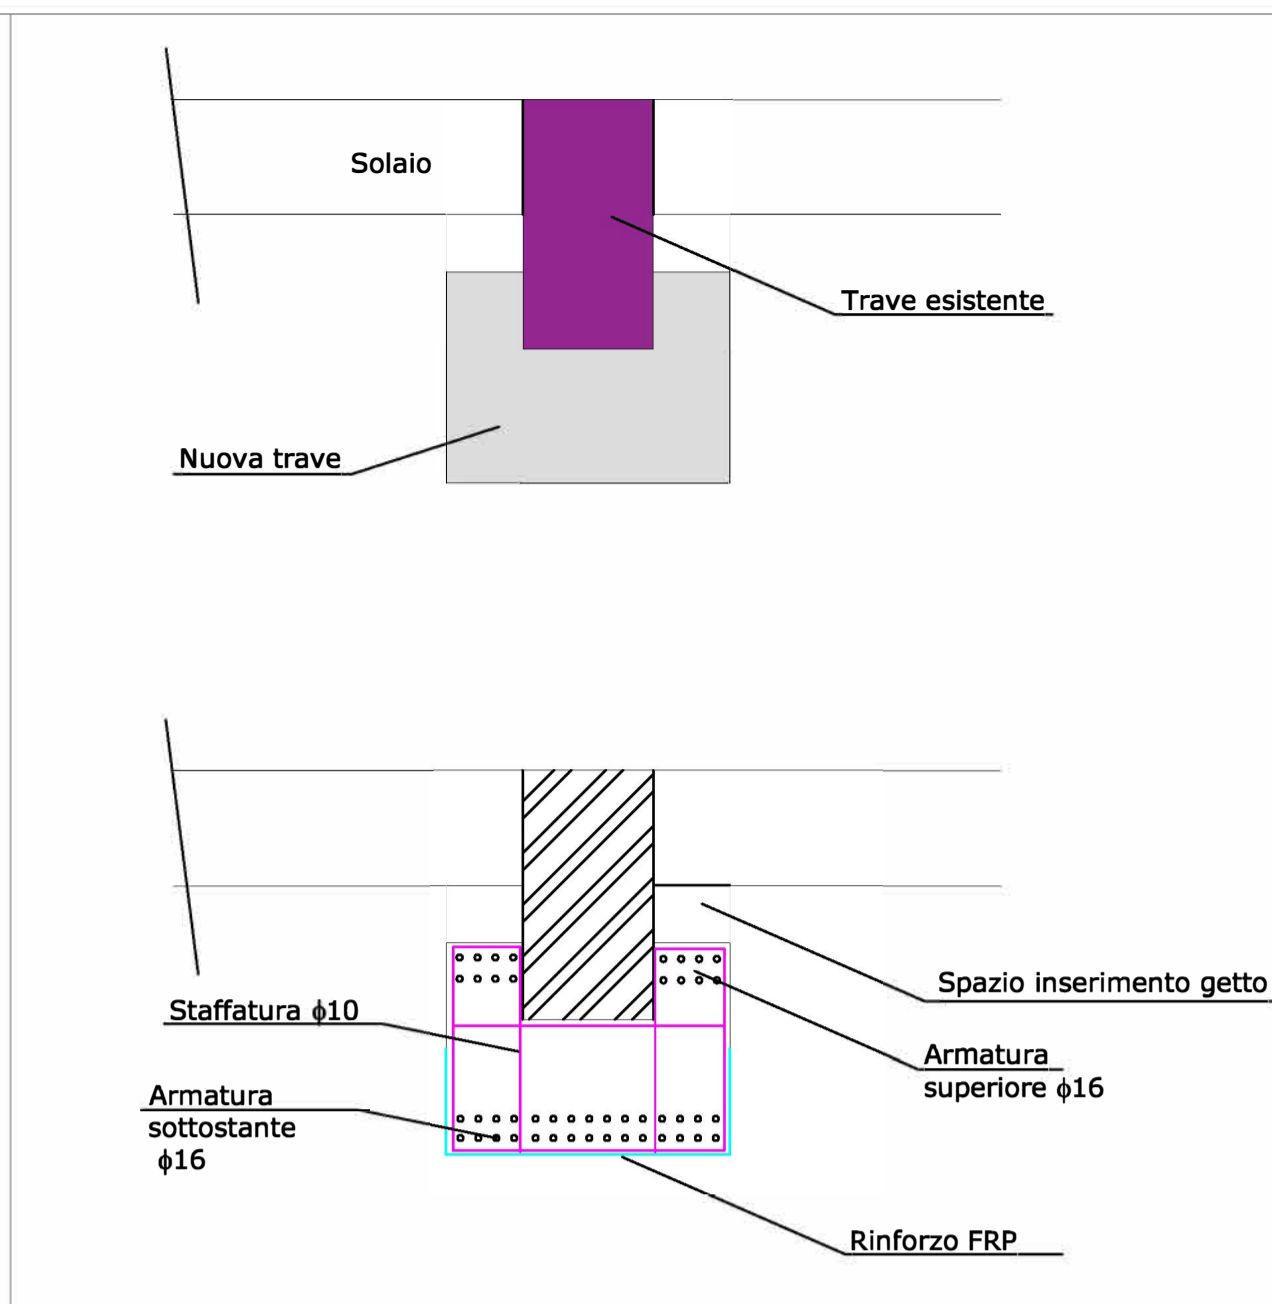 Solaio
Trave esistente
Nuova trave
Spazio inserimento getto
Staffatura ϕ10
Armatura
superiore ϕ16
Armatura
sottostante
ϕ16
Rinforzo FRP